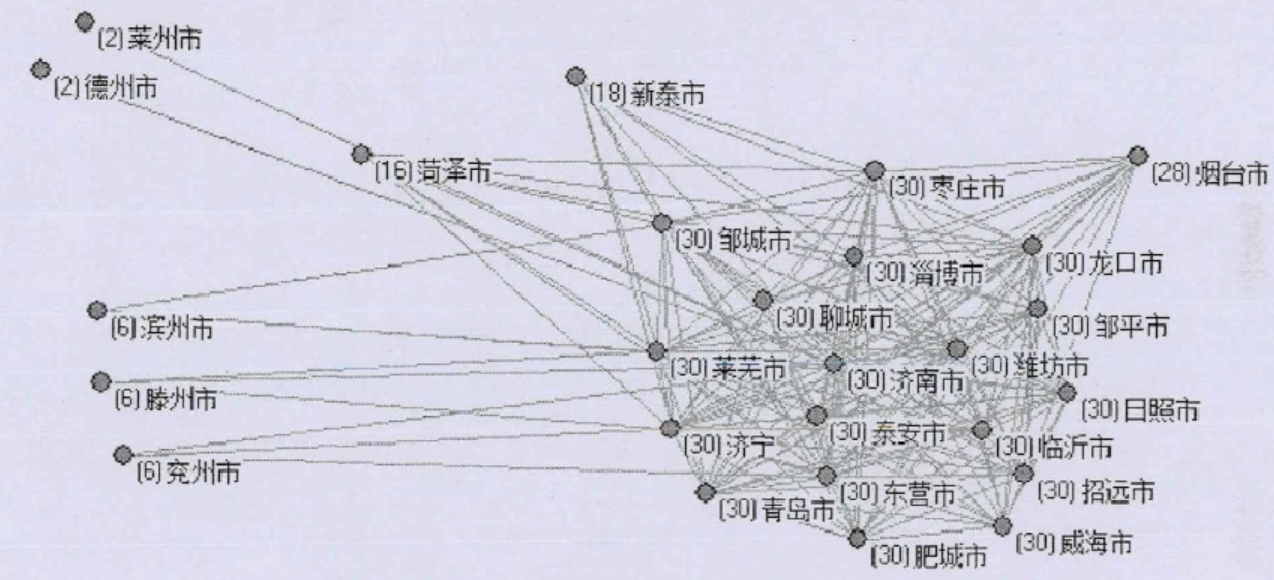 (2)莱州市
(2)德州市
(18)新泰市
(16)菏泽市
(28)烟台市
(30)枣庄市
(30)邹城市
(30)龙口市
(30)淄博市
(30)聊城市
(30)邹平市
(6)滨州市
(30)莱芜市
(30)潍坊市
(30)济南市
(6)滕州市
(30)日照市
(30)泰安市
(30)济宁
(30)临沂市
(6)兖州市
(30)东营市
(30)招远市
(30)青岛市
(30)威海市
(30)肥城市